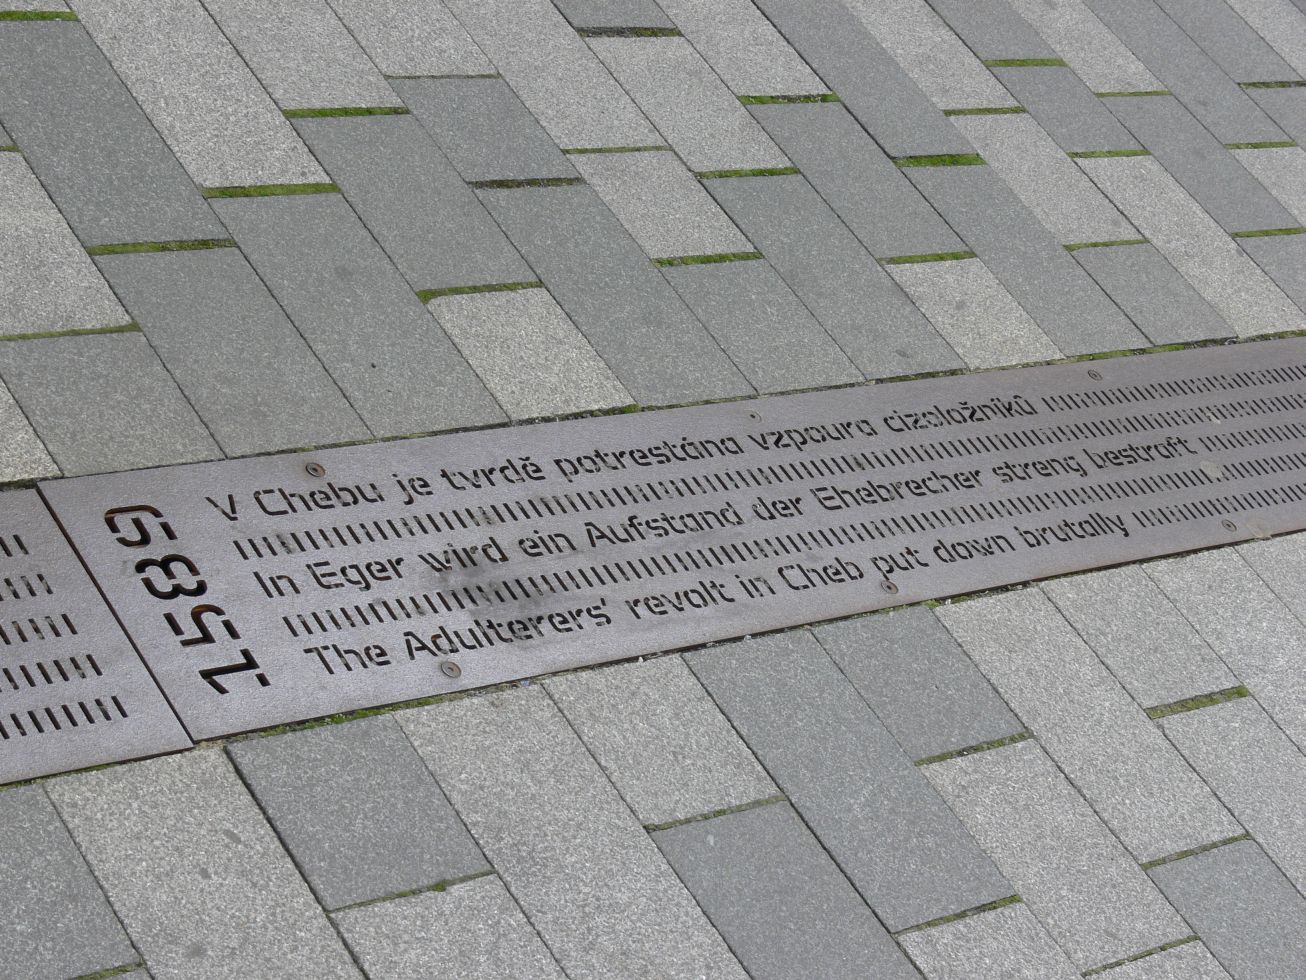 1589
V Chebu je tvrdě potrestána vzpoura cizoložníků
In Eger wird ein Aufstand der Ehebrecher streng bestraft
The Adulterers' revolt in Cheb put down brutally